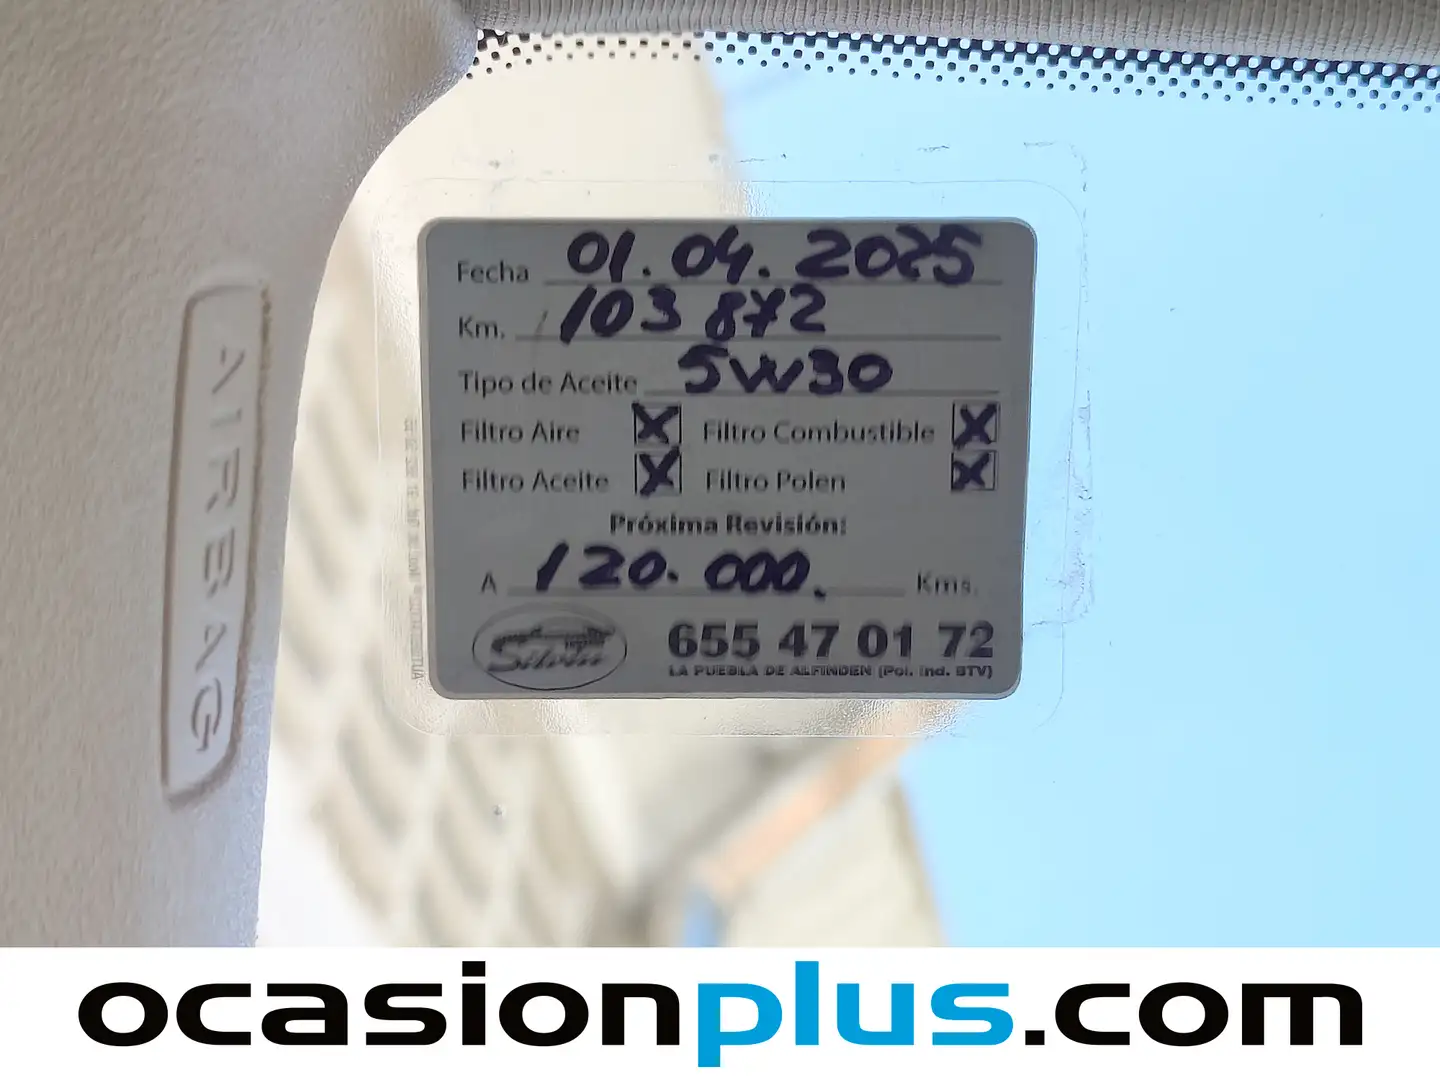 AIRBAG
Fecha 01.04.2025
Km. 103 872
Tipo de Aceite 5W30
Filtro Aire X Filtro Combustible X
Filtro Aceite X Filtro Polen X
Próxima Revisión:
A 120.000. Kms.
Silvia 655 47 01 72
LA PUEBLA DE ALFINDEN (Pol. Ind. BTV)
ocasionplus.com